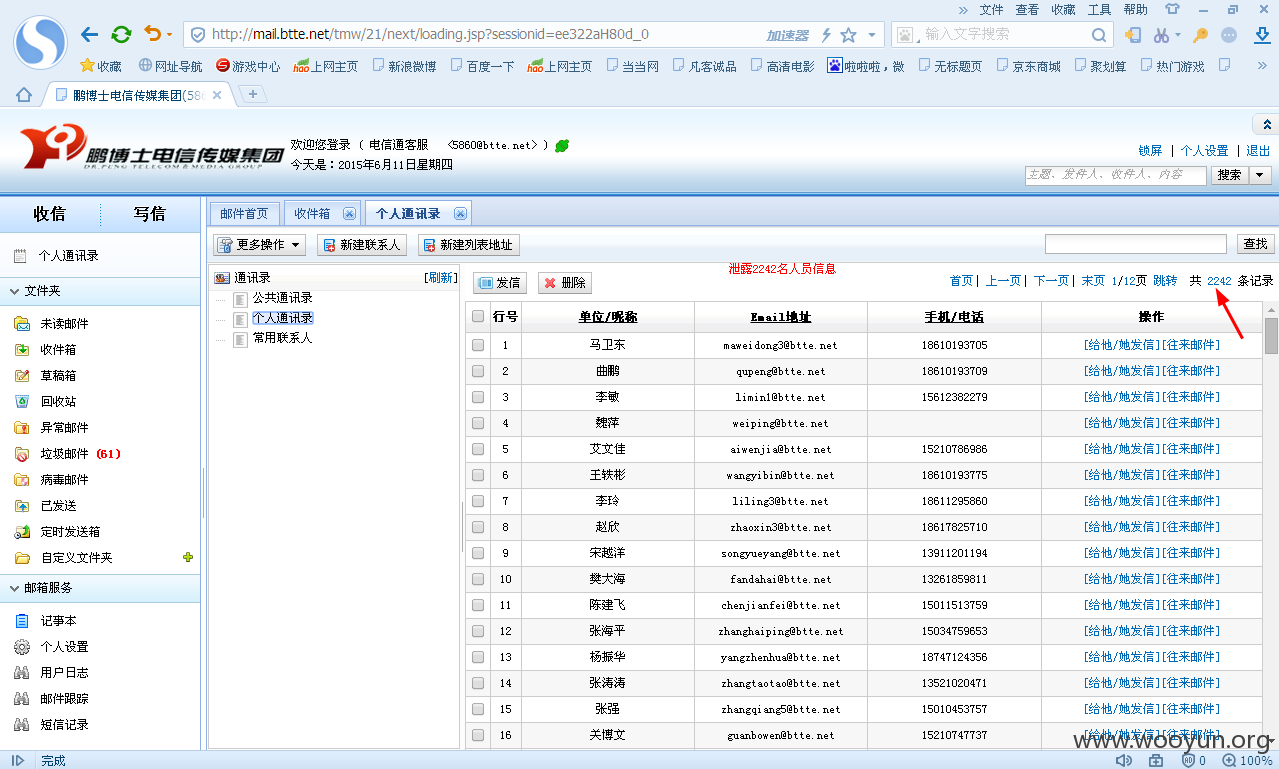 » 文件 查看 收藏 工具 帮助
http://mail.btte.net/tmw/21/next/loading.jsp?sessionid=ee322aH80d_0 加速器 输入文字搜索
收藏 网址导航 游戏中心 hao上网主页 新浪微博 百度一下 hao上网主页 当当网 凡客诚品 高清电影 啦啦啦，微 无标题页 京东商城 聚划算 热门游戏 »
鹏博士电信传媒集团(58
鹏博士电信传媒集团
DR.PENG TELECOM & MEDIA GROUP
欢迎您登录（ 电信通客服 <5860@btte.net> ）
今天是：2015年6月11日星期四
锁屏 | 个人设置 | 退出
主题、发件人、收件人、内容 搜索
收信 写信
邮件首页 收件箱 个人通讯录
个人通讯录
更多操作 新建联系人 新建列表地址 查找
文件夹
未读邮件
收件箱
草稿箱
回收站
异常邮件
垃圾邮件 (61)
病毒邮件
已发送
定时发送箱
自定义文件夹
邮箱服务
记事本
个人设置
用户日志
邮件跟踪
短信记录
通讯录 [刷新]
公共通讯录
个人通讯录
常用联系人
泄露2242名人员信息
发信 删除 首页| 上一页| 下一页| 末页 1/12页 跳转 共 2242 条记录
行号 单位/昵称 Email地址 手机/电话 操作
1 马卫东 maweidong3@btte.net 18610193705 [给他/她发信][往来邮件]
2 曲鹏 qupeng@btte.net 18610193709 [给他/她发信][往来邮件]
3 李敏 limin1@btte.net 15612382279 [给他/她发信][往来邮件]
4 魏萍 weiping@btte.net [给他/她发信][往来邮件]
5 艾文佳 aiwenjia@btte.net 15210786986 [给他/她发信][往来邮件]
6 王轶彬 wangyibin@btte.net 18610193775 [给他/她发信][往来邮件]
7 李玲 liling3@btte.net 18611295860 [给他/她发信][往来邮件]
8 赵欣 zhaoxin3@btte.net 18617825710 [给他/她发信][往来邮件]
9 宋越洋 songyueyang@btte.net 13911201194 [给他/她发信][往来邮件]
10 樊大海 fandahai@btte.net 13261859811 [给他/她发信][往来邮件]
11 陈建飞 chenjianfei@btte.net 15011513759 [给他/她发信][往来邮件]
12 张海平 zhanghaiping@btte.net 15034759653 [给他/她发信][往来邮件]
13 杨振华 yangzhenhua@btte.net 18747124356 [给他/她发信][往来邮件]
14 张涛涛 zhangtaotao@btte.net 13521020471 [给他/她发信][往来邮件]
15 张强 zhangqiang5@btte.net 15010453757 [给他/她发信][往来邮件]
16 关博文 guanbowen@btte.net 15210747737 [给他/她发信][往来邮件]
www.wooyun.org
完成 0 100%